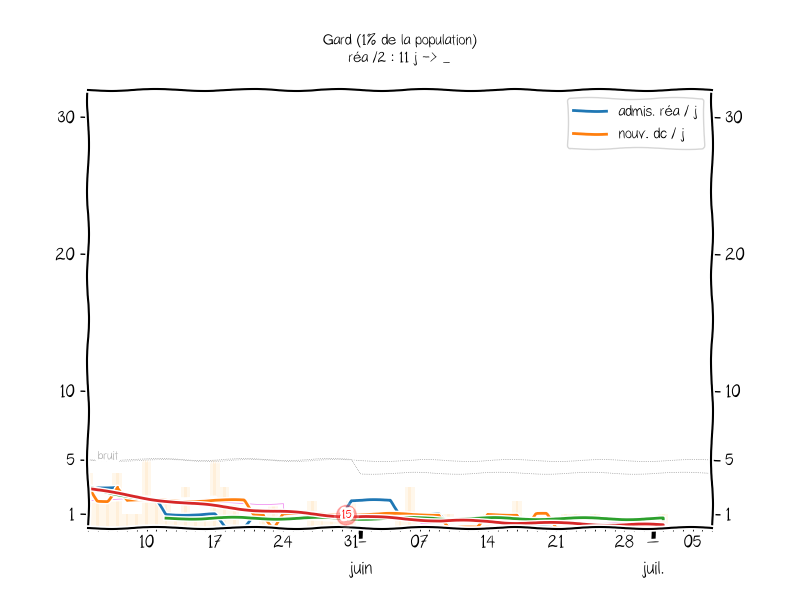 Gard (1% de la population)
réa /2 : 11 j -> _
admis. réa / j
nouv. dc / j
30
30
20
20
10
10
bruit
5
5
1
1
15
10 17 24 31 07 14 21 28 05
juin juil.